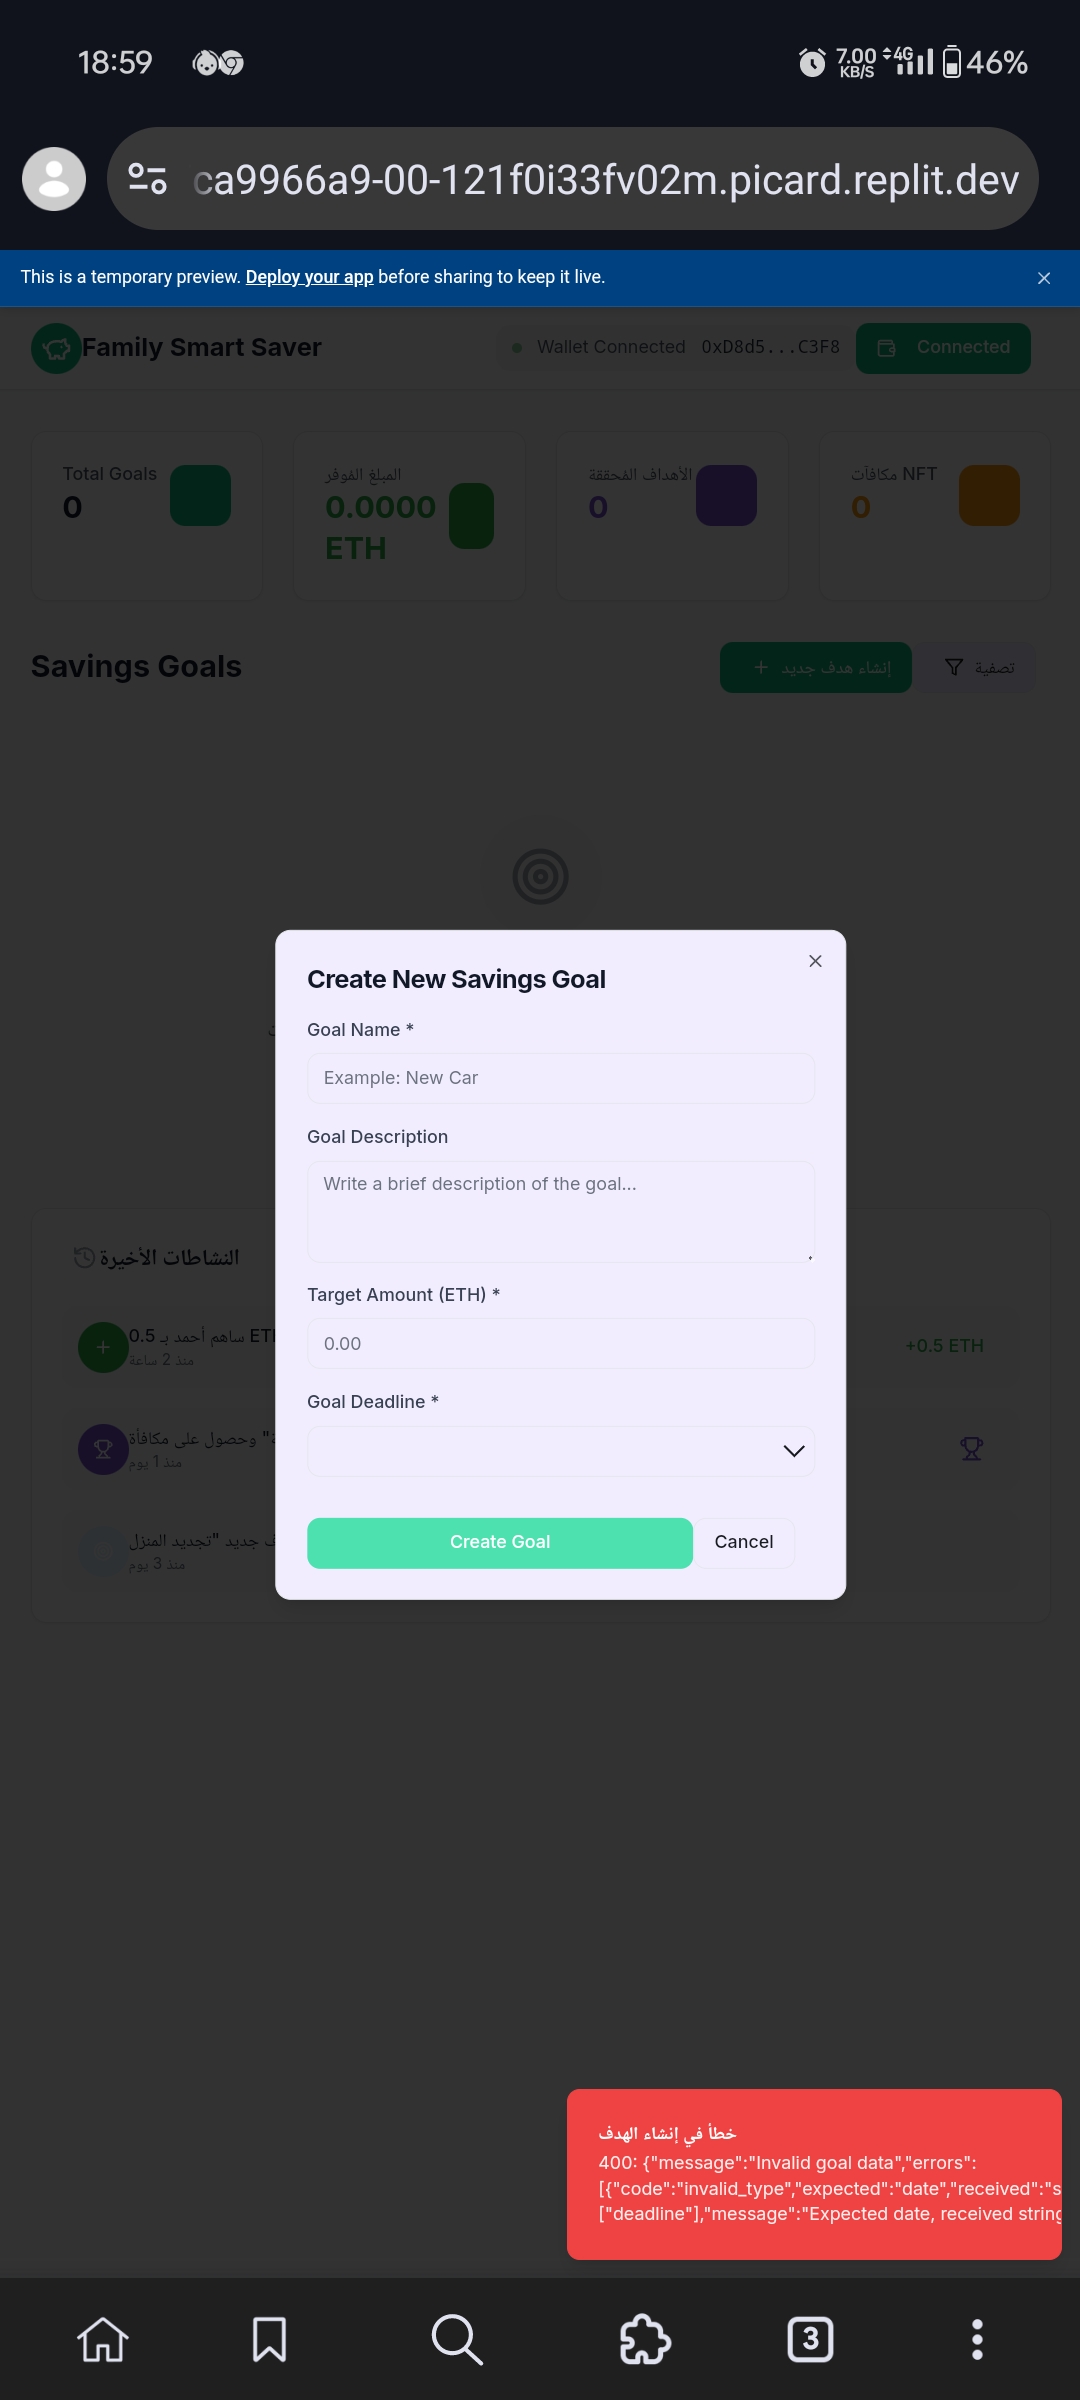 18:59
7.00 KB/S 4G 46%
ca9966a9-00-121f0i33fv02m.picard.replit.dev
This is a temporary preview. Deploy your app before sharing to keep it live.
Family Smart Saver
Wallet Connected 0xD8d5...C3F8
Connected
Total Goals
0
المبلغ المُوفر
0.0000
ETH
الأهداف المُحققة
0
مكافآت NFT
0
Savings Goals
إنشاء هدف جديد
تصفية
Create New Savings Goal
Goal Name *
Example: New Car
Goal Description
Write a brief description of the goal...
Target Amount (ETH) *
0.00
Goal Deadline *
Create Goal
Cancel
النشاطات الأخيرة
ساهم أحمد بـ 0.5 ETH
منذ 2 ساعة
+0.5 ETH
وحصول على مكافأة
منذ 1 يوم
جديد "تجديد المنزل
منذ 3 يوم
خطأ في إنشاء الهدف
400: {"message":"Invalid goal data","errors":
[{"code":"invalid_type","expected":"date","received":"s
["deadline"],"message":"Expected date, received string
3